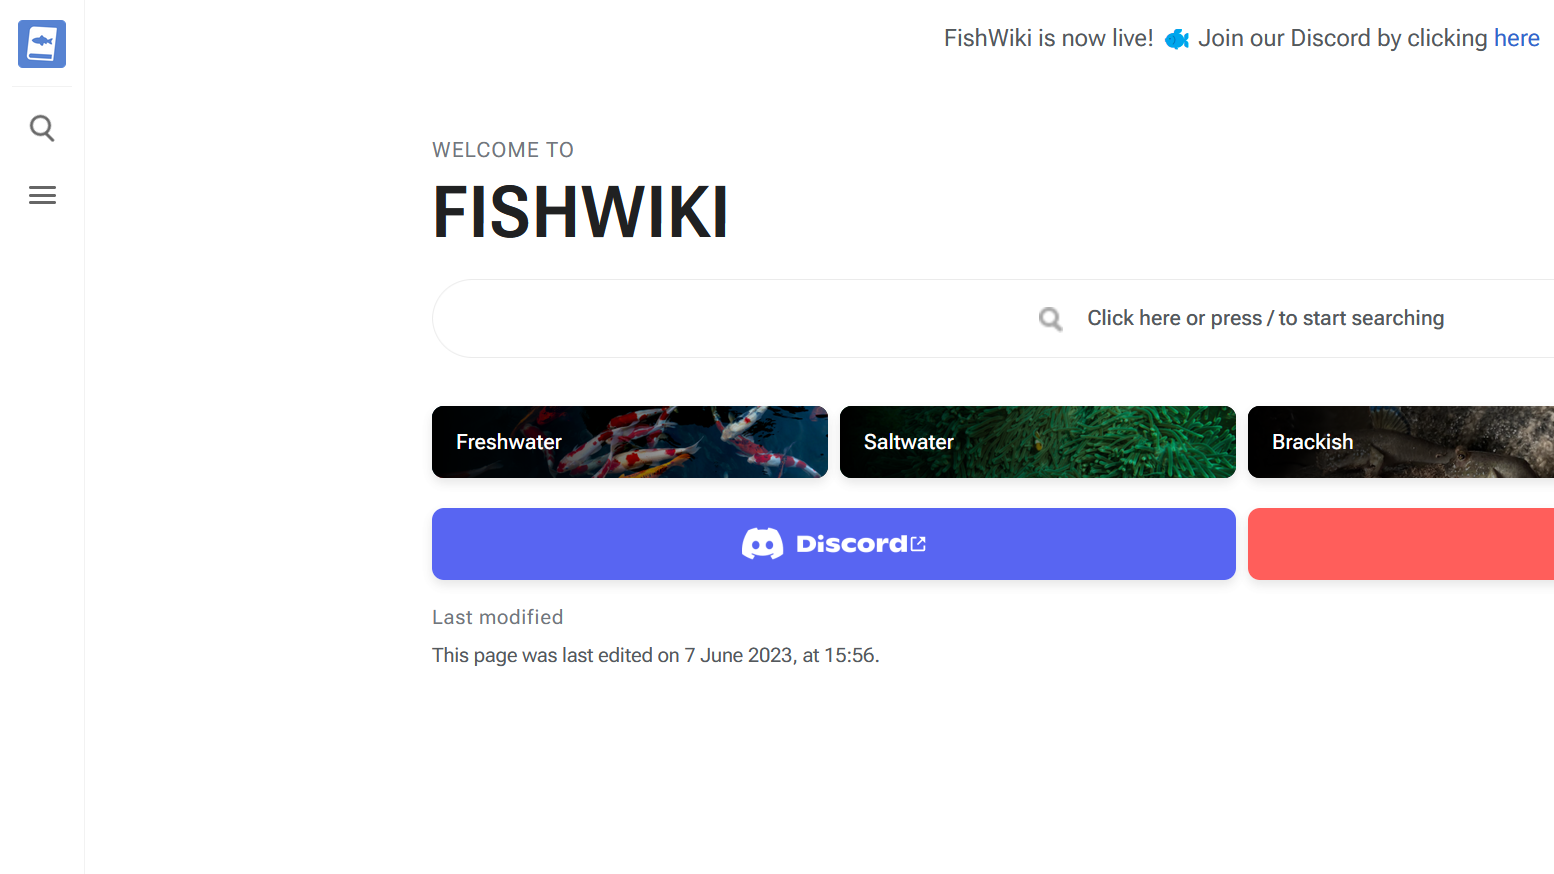 FishWiki is now live! Join our Discord by clicking here
WELCOME TO
FISHWIKI
Click here or press / to start searching
Freshwater
Saltwater
Brackish
Discord
Last modified
This page was last edited on 7 June 2023, at 15:56.